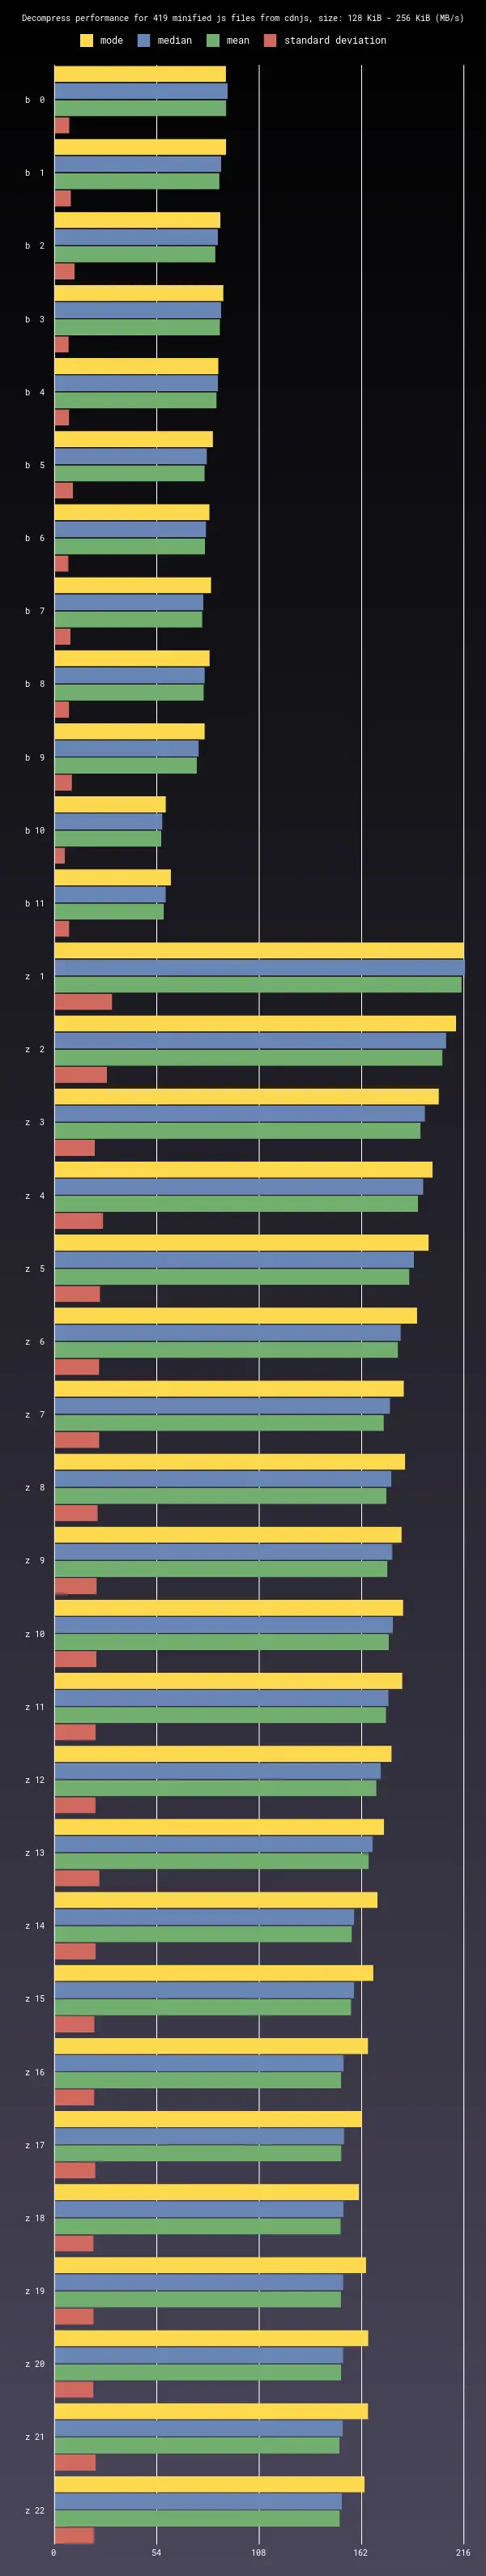 Decompress performance for 419 minified js files from cdnjs, size: 128 KiB - 256 KiB (MB/s)
mode median mean standard deviation
b 0
b 1
b 2
b 3
b 4
b 5
b 6
b 7
b 8
b 9
b 10
b 11
z 1
z 2
z 3
z 4
z 5
z 6
z 7
z 8
z 9
z 10
z 11
z 12
z 13
z 14
z 15
z 16
z 17
z 18
z 19
z 20
z 21
z 22
0 54 108 162 216